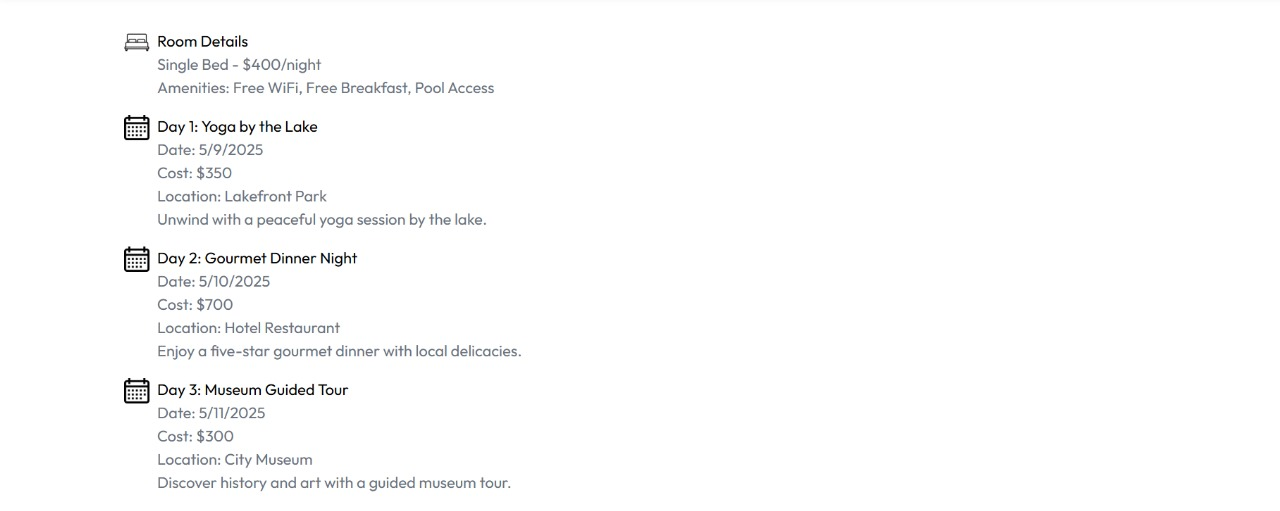 Room Details
Single Bed - $400/night
Amenities: Free WiFi, Free Breakfast, Pool Access
Day 1: Yoga by the Lake
Date: 5/9/2025
Cost: $350
Location: Lakefront Park
Unwind with a peaceful yoga session by the lake.
Day 2: Gourmet Dinner Night
Date: 5/10/2025
Cost: $700
Location: Hotel Restaurant
Enjoy a five-star gourmet dinner with local delicacies.
Day 3: Museum Guided Tour
Date: 5/11/2025
Cost: $300
Location: City Museum
Discover history and art with a guided museum tour.